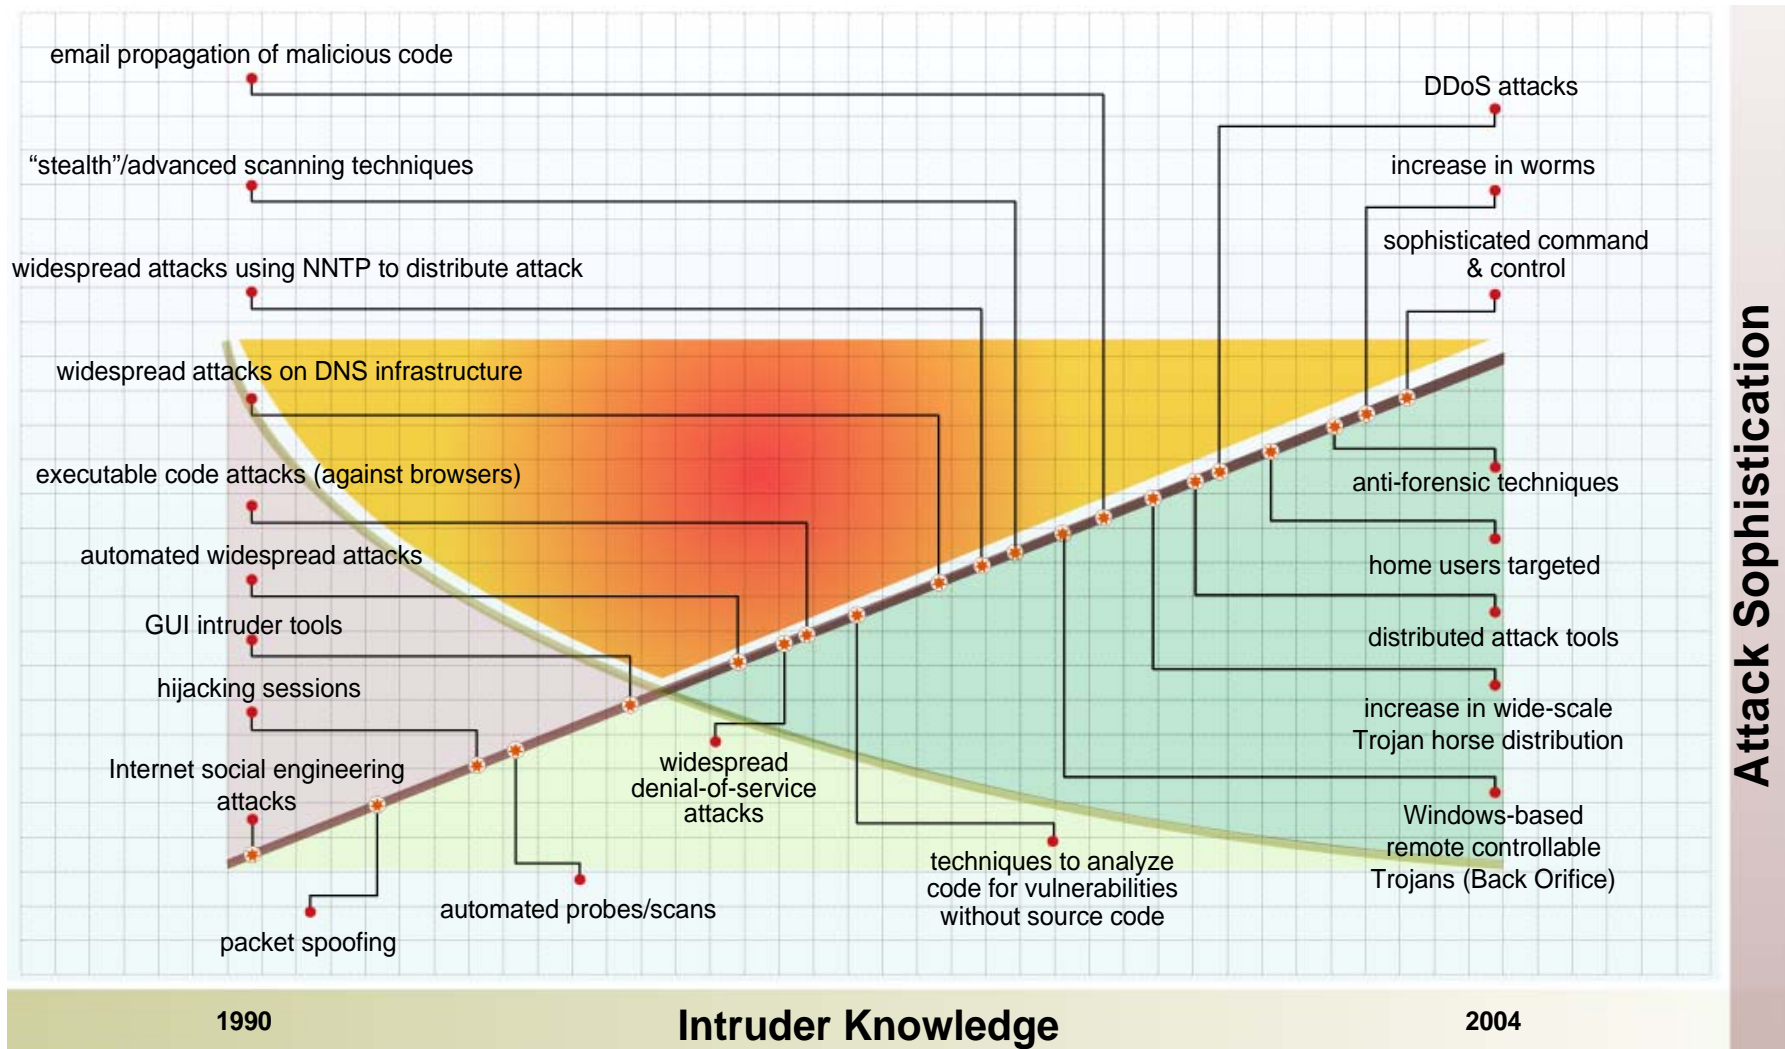 email propagation of malicious code
“stealth”/advanced scanning techniques
widespread attacks using NNTP to distribute attack
widespread attacks on DNS infrastructure
executable code attacks (against browsers)
automated widespread attacks
GUI intruder tools
hijacking sessions
Internet social engineering
attacks
packet spoofing
automated probes/scans
widespread
denial-of-service
attacks
techniques to analyze
code for vulnerabilities
without source code
DDoS attacks
increase in worms
sophisticated command
& control
anti-forensic techniques
home users targeted
distributed attack tools
increase in wide-scale
Trojan horse distribution
Windows-based
remote controllable
Trojans (Back Orifice)
Attack Sophistication
1990
Intruder Knowledge
2004